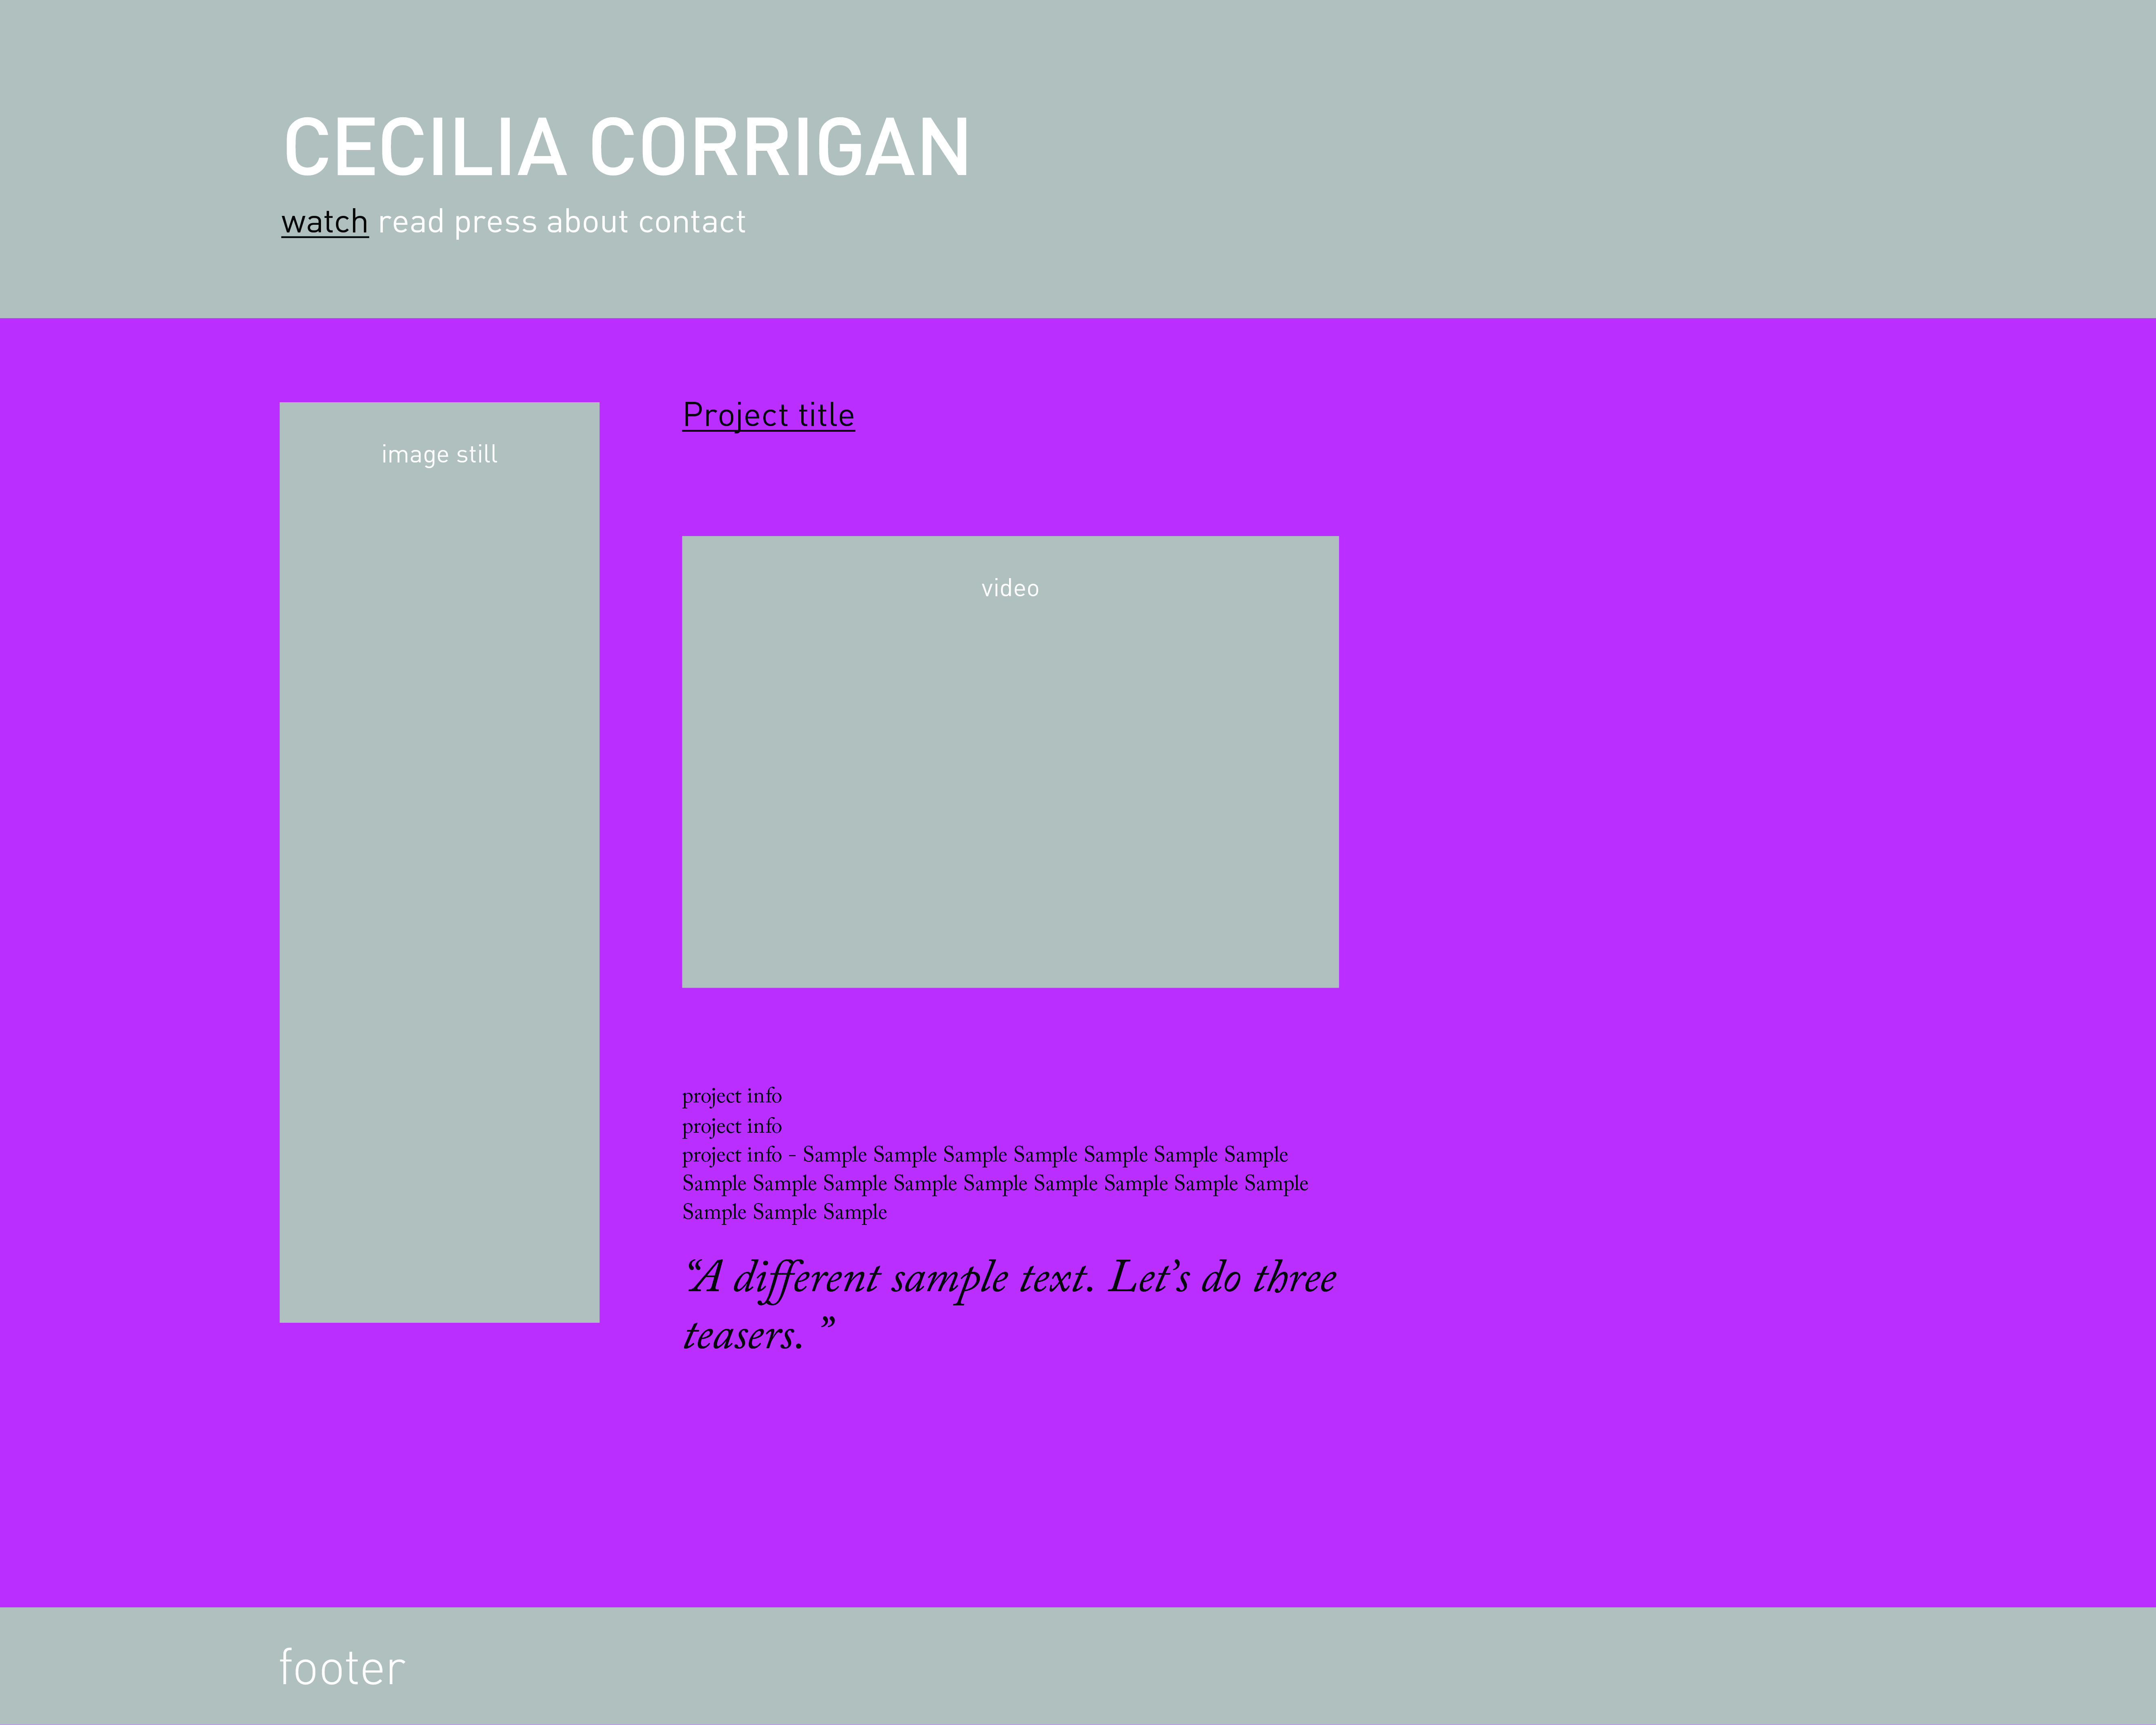 CECILIA CORRIGAN
watch read press about contact
image still
Project title
video
project info
project info
project info - Sample Sample Sample Sample Sample Sample Sample
Sample Sample Sample Sample Sample Sample Sample Sample Sample
Sample Sample Sample
“A different sample text. Let’s do three
teasers. ”
footer